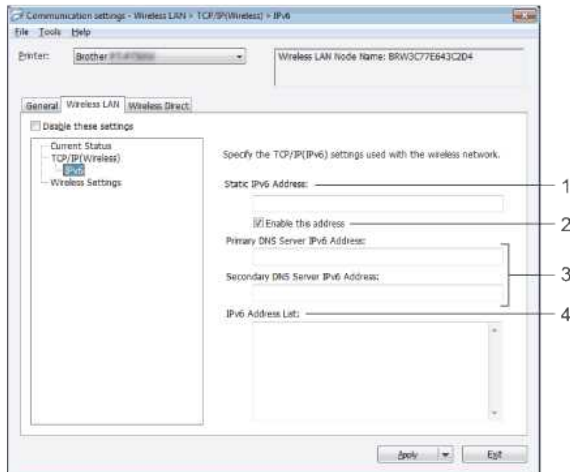 Communication settings - Wireless LAN > TCP/IP(Wireless) > IPv6
File Tools Help
Printer: Brother
Wireless LAN Node Name: BRW3C77E643C2D4
General Wireless LAN Wireless Direct
Disable these settings
Current Status
TCP/IP(Wireless)
IPv6
Wireless Settings
Specify the TCP/IP(IPv6) settings used with the wireless network.
Static IPv6 Address: 1
Enable this address 2
Primary DNS Server IPv6 Address:
3
Secondary DNS Server IPv6 Address:
IPv6 Address List: 4
Apply Exit